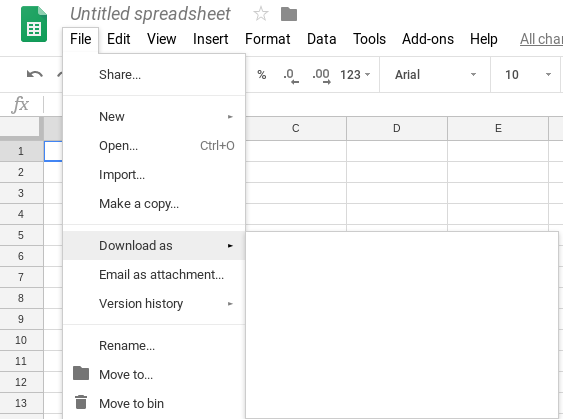 Untitled spreadsheet
File Edit View Insert Format Data Tools Add-ons Help All
% .0 .00 123 Arial 10
fx
Share...
New
Open... Ctrl+O
Import...
Make a copy...
Download as
Email as attachment...
Version history
Rename...
Move to...
Move to bin
C D E
1
2
3
4
5
6
7
8
9
10
11
12
13